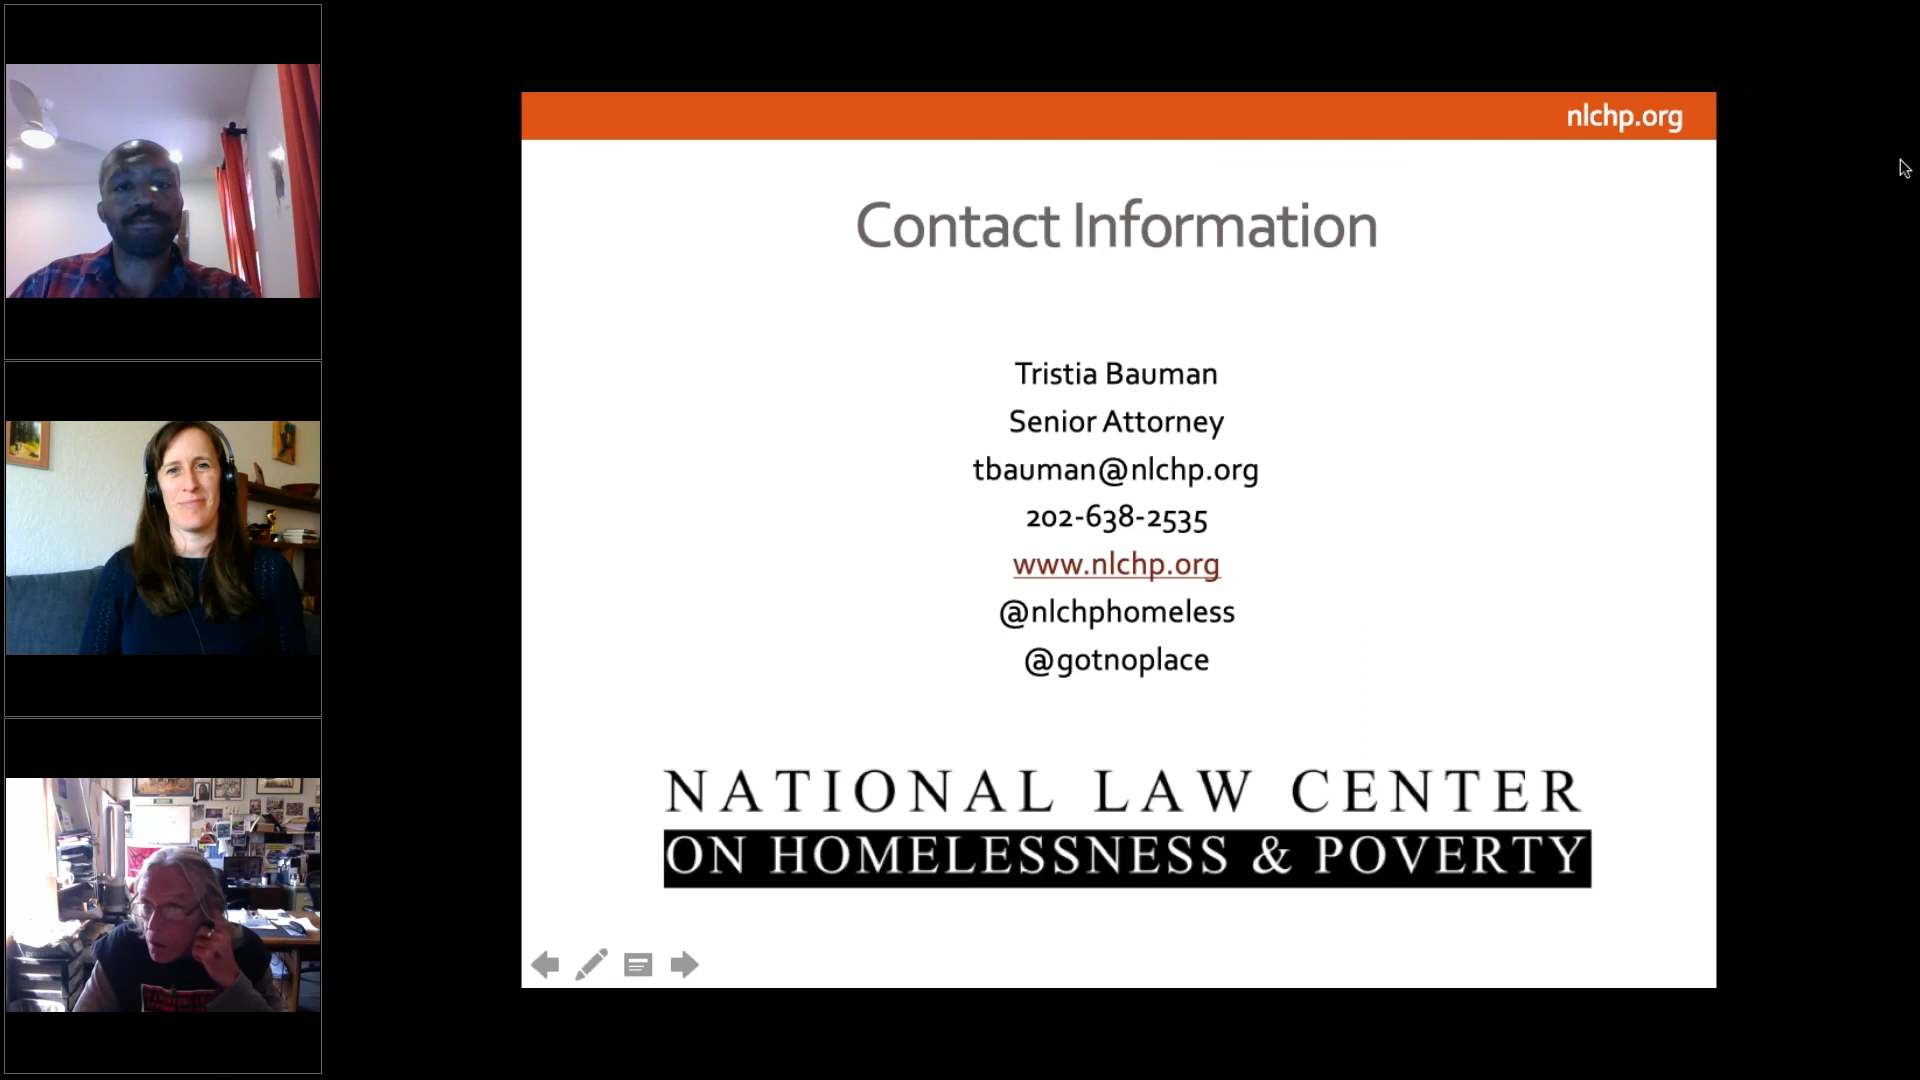 nlchp.org
Contact Information
Tristia Bauman
Senior Attorney
tbauman@nlchp.org
202-638-2535
www.nlchp.org
@nlchphomeless
@gotnoplace
NATIONAL LAW CENTER
ON HOMELESSNESS & POVERTY